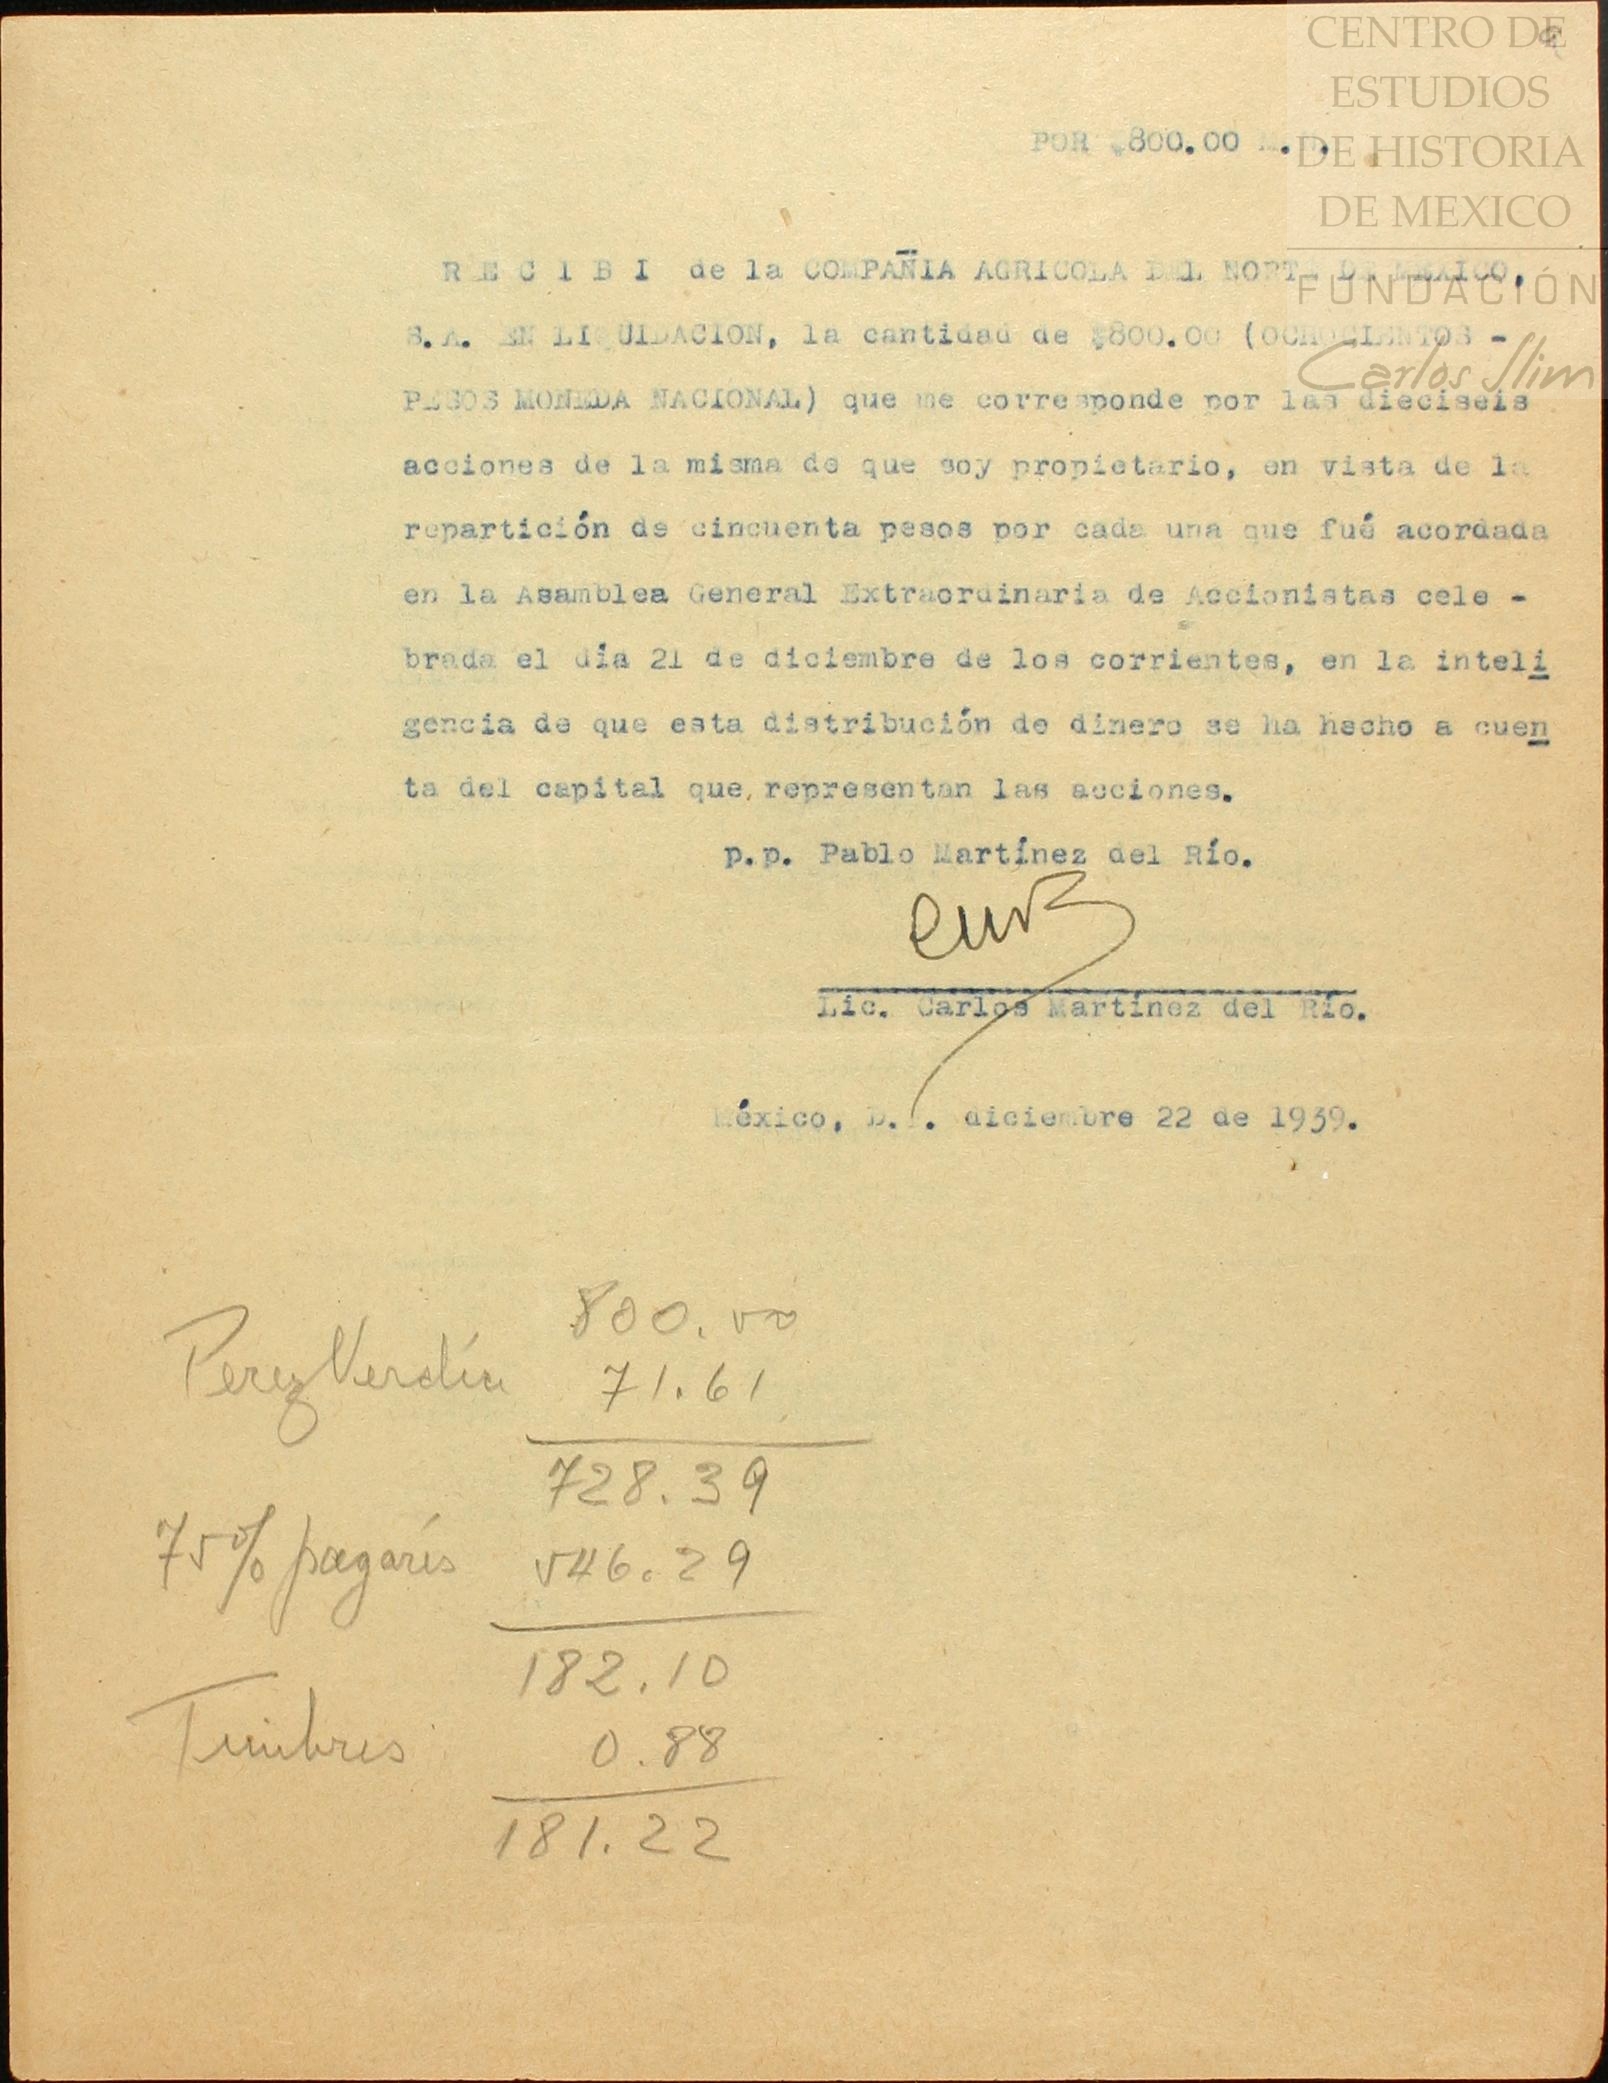 CENTRO DE
ESTUDIOS
DE HISTORIA
DE MEXICO
FUNDACIÓN
Carlos Slim
POR $800.00 M.N.
R E C I B I de la COMPAÑIA AGRICOLA DEL NORTE DE MEXICO,
S.A. EN LIQUIDACION, la cantidad de $800.00 (OCHOCIENTOS -
PESOS MONEDA NACIONAL) que me corresponde por las dieciseis
acciones de la misma de que soy propietario, en vista de la
repartición de cincuenta pesos por cada una que fué acordada
en la Asamblea General Extraordinaria de Accionistas cele -
brada el día 21 de diciembre de los corrientes, en la inteli
gencia de que esta distribución de dinero se ha hecho a cuen
ta del capital que, representan las acciones.
p.p. Pablo Martínez del Río.
Lic. Carlos Martínez del Río.
México, D.F. diciembre 22 de 1939.
800.00
Perez Verdía 71.61
728.39
75% pagarés 546.29
182.10
Timbres 0.88
181.22